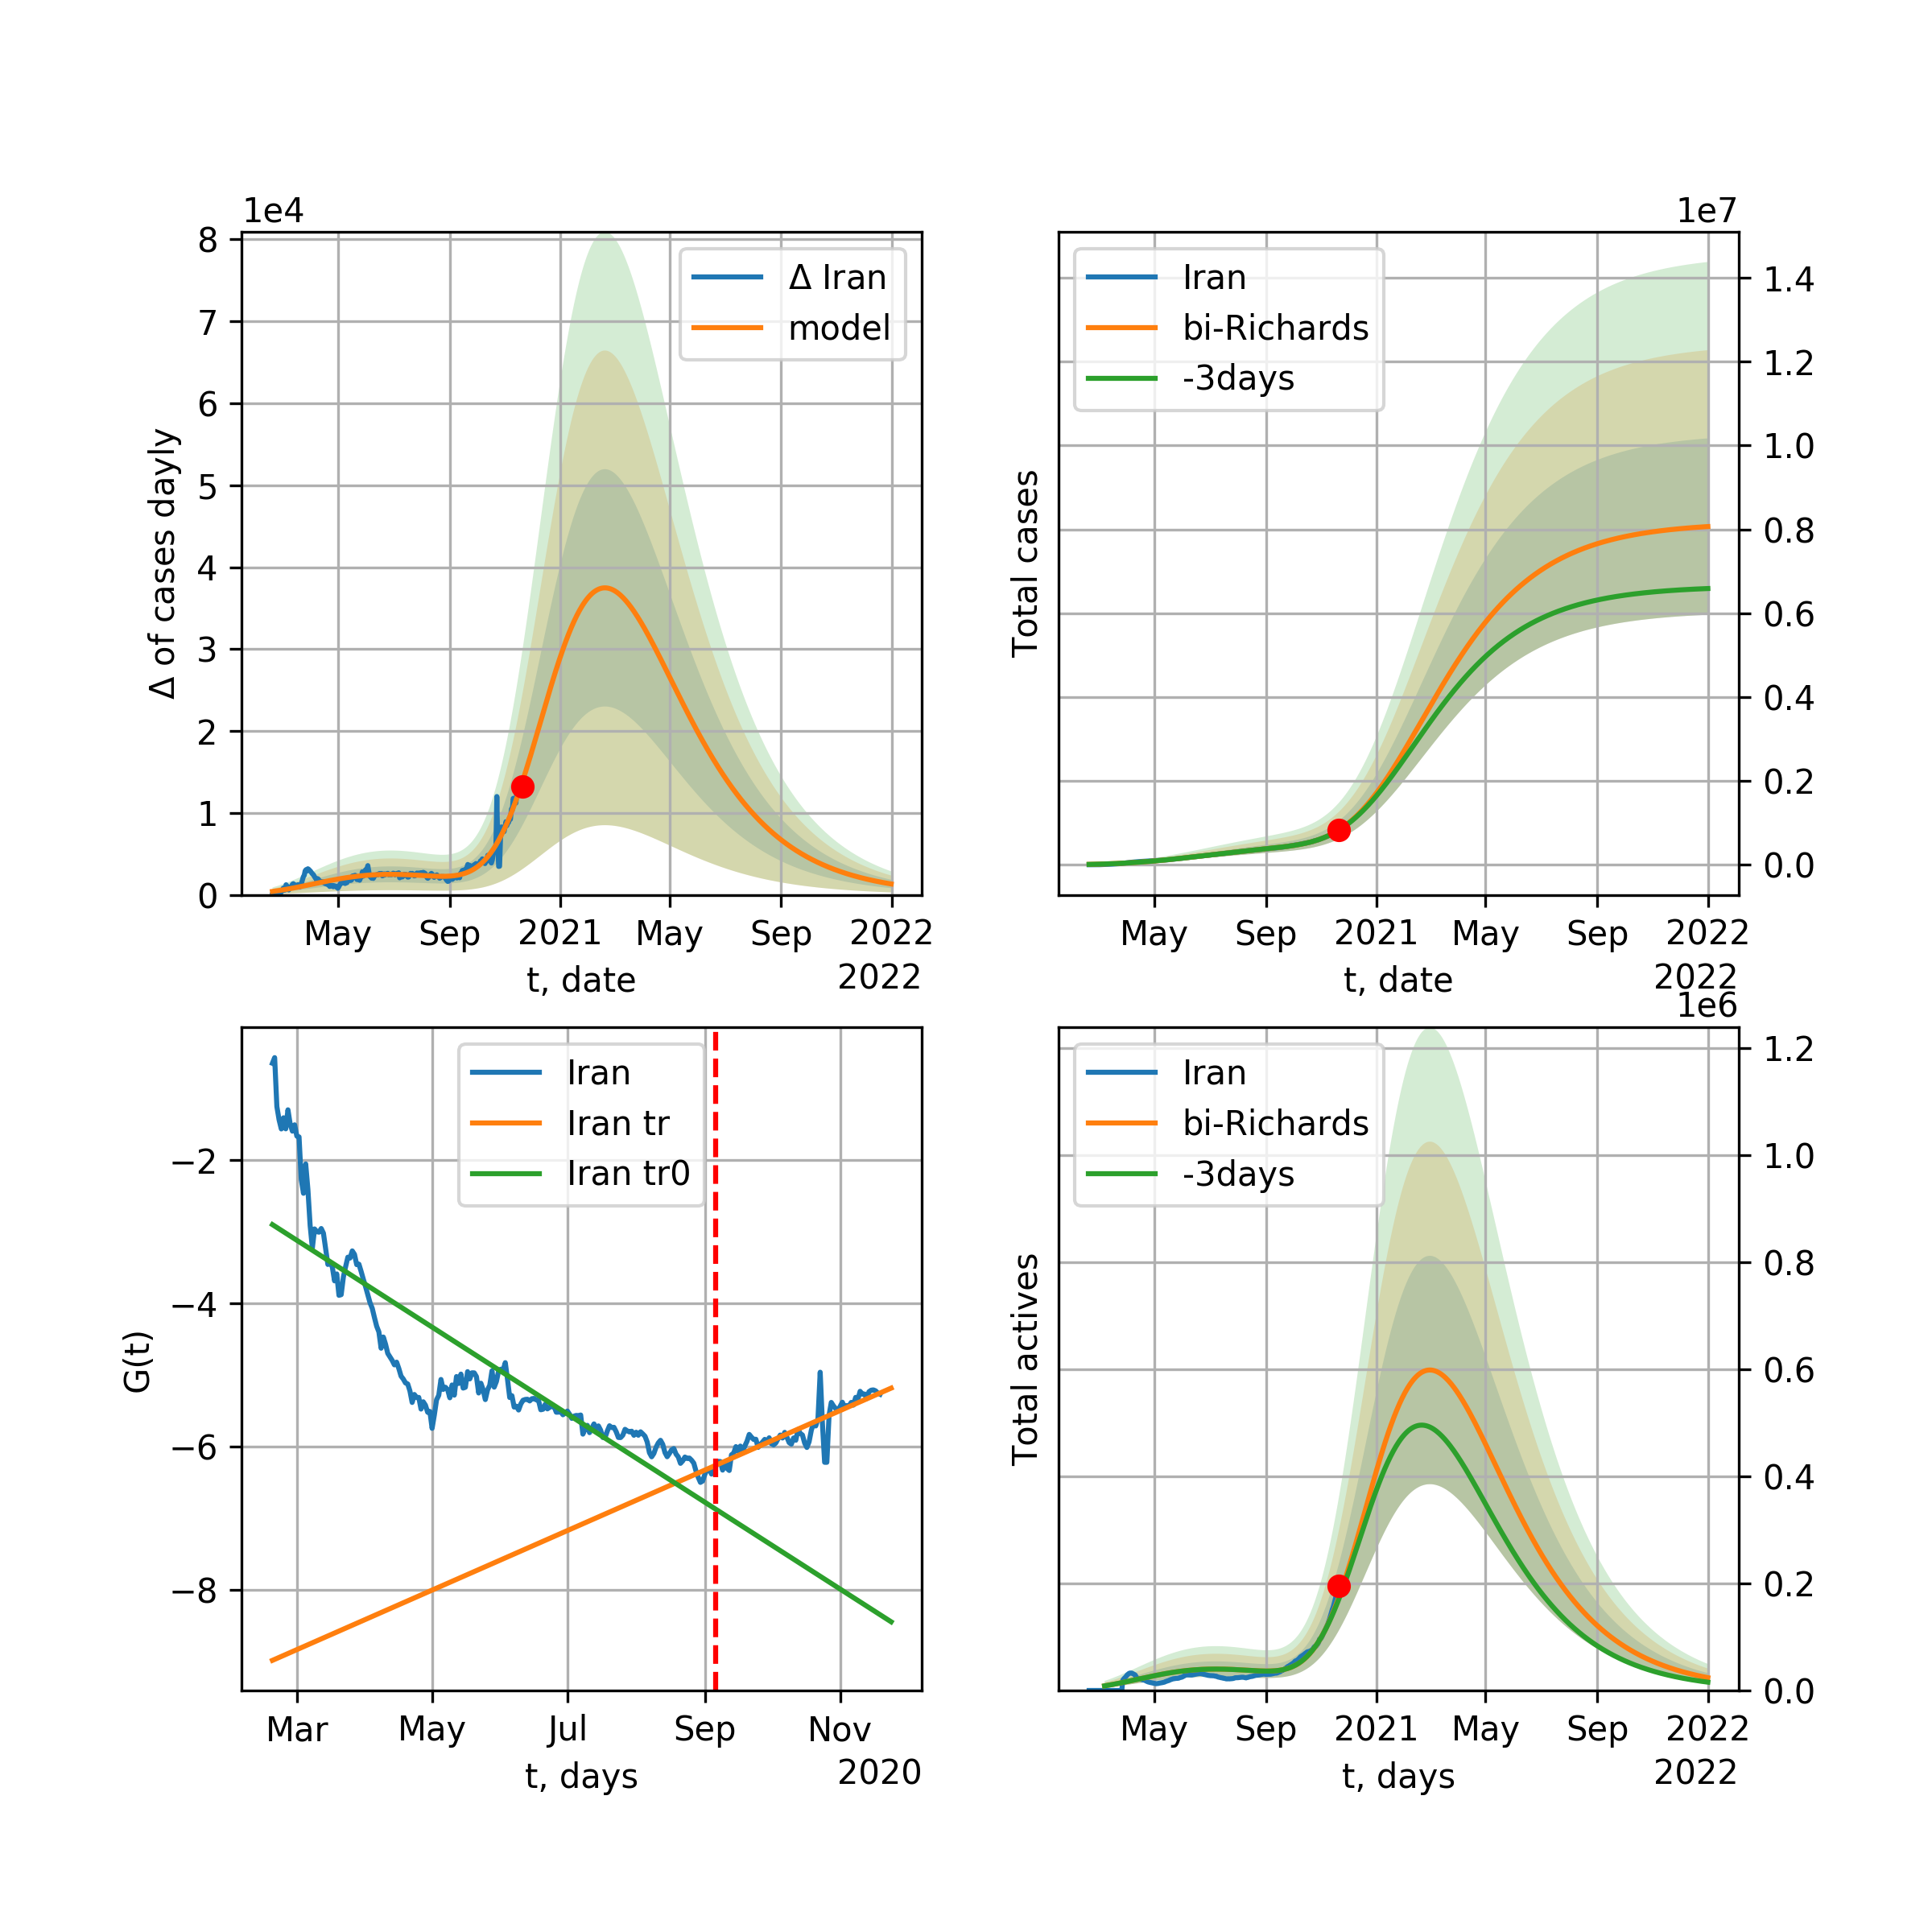 1e4
8
7
6
5
4
3
2
1
0
Δ of cases dayly
Δ Iran
model
May Sep 2021 May Sep 2022
t, date
2022
1e7
Iran
bi-Richards
-3days
Total cases
1.4
1.2
1.0
0.8
0.6
0.4
0.2
0.0
May Sep 2021 May Sep 2022
t, date
2022
G(t)
−2
−4
−6
−8
Iran
Iran tr
Iran tr0
Mar May Jul Sep Nov
t, days
2020
1e6
Iran
bi-Richards
-3days
Total actives
1.2
1.0
0.8
0.6
0.4
0.2
0.0
May Sep 2021 May Sep 2022
t, days
2022